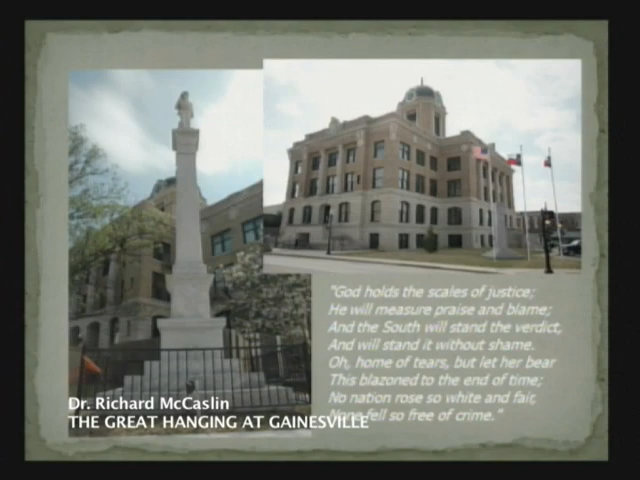 "God holds the scales of justice;
He will measure praise and blame;
And the South will stand the verdict,
And will stand it without shame.
Oh, home of tears, but let her bear
This blazoned to the end of time;
No nation rose so white and fair,
None fell so free of crime."
Dr. Richard McCaslin
THE GREAT HANGING AT GAINESVILLE